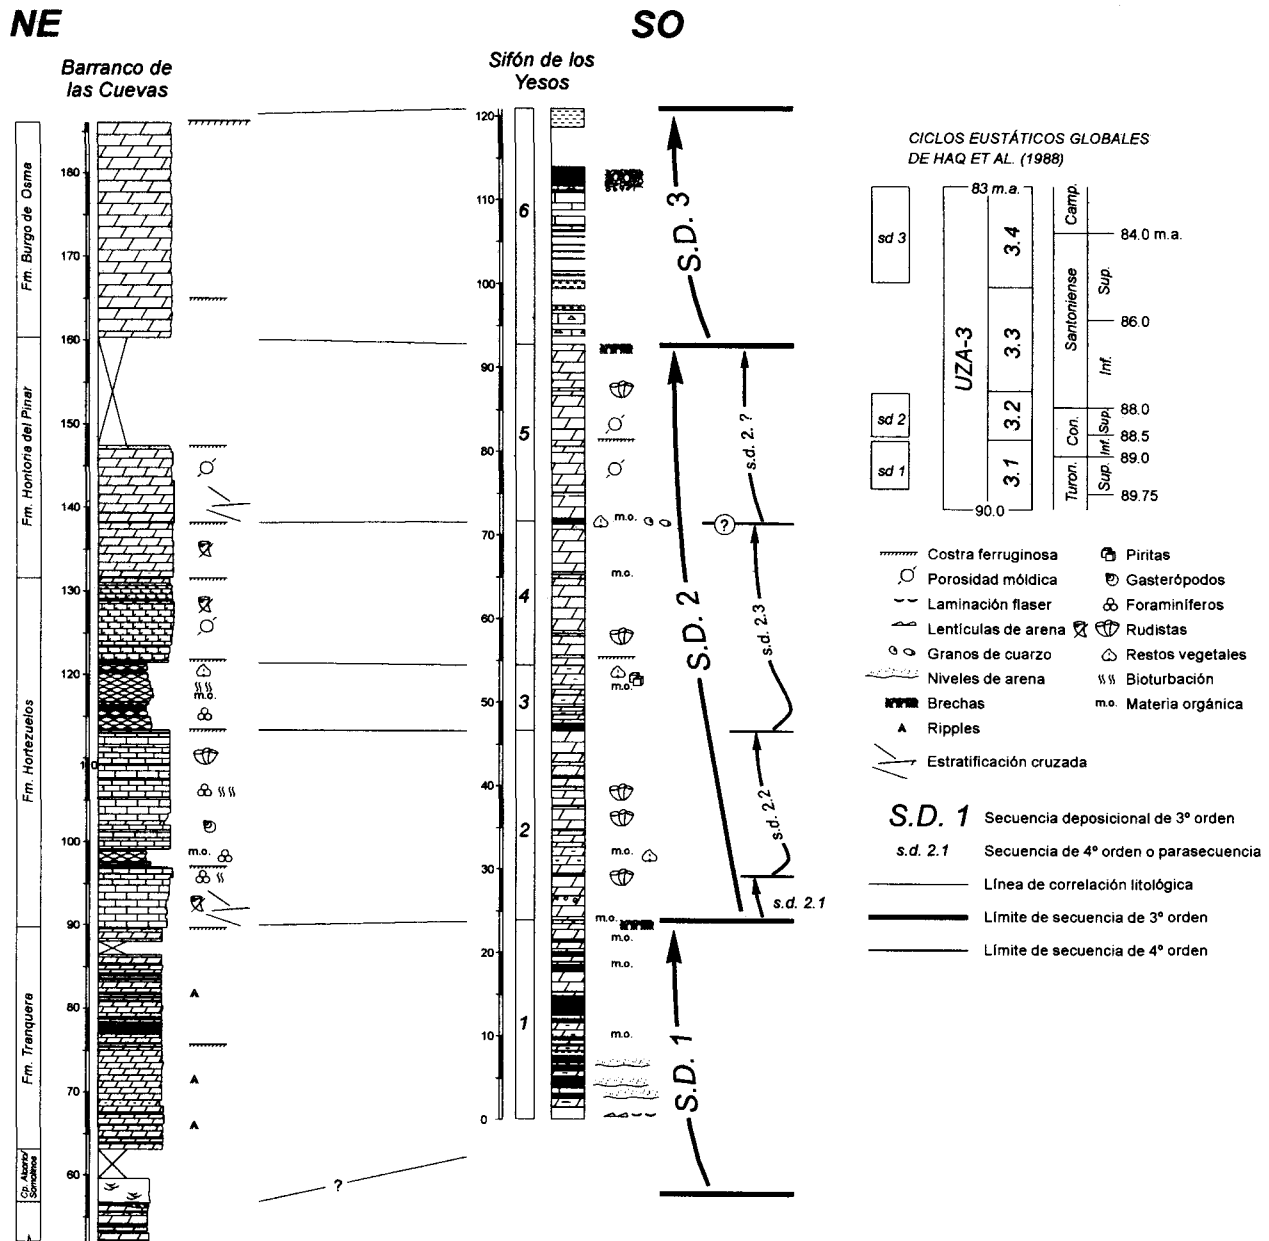 NE
SO
Barranco de
las Cuevas
Sifón de los
Yesos
Fm. Burgo de Osma
Fm. Hontoria del Pinar
Fm. Hortezuelos
Fm. Tranquera
180
170
160
150
140
130
120
110
100
90
80
70
60
m.o.
m.o.
?
120
110
100
90
80
70
60
50
40
30
20
10
0
6
5
4
3
2
1
m.o.
m.o.
m.o.
m.o.
m.o.
m.o.
m.o.
m.o.
S.D. 3
S.D. 2
S.D. 1
s.d. 2.?
?
s.d. 2.3
s.d. 2.2
s.d. 2.1
CICLOS EUSTÁTICOS GLOBALES
DE HAQ ET AL. (1988)
sd 3
sd 2
sd 1
83 m.a.
UZA-3
90.0
3.4
3.3
3.2
3.1
Camp.
Santoniense
Con.
Turon.
Sup.
Inf.
Sup.
Inf.
Sup.
84.0 m.a.
86.0
88.0
88.5
89.0
89.75
Costra ferruginosa
Porosidad móldica
Laminación flaser
Lentículas de arena
Granos de cuarzo
Niveles de arena
Brechas
Ripples
Estratificación cruzada
Piritas
Gasterópodos
Foraminíferos
Rudistas
Restos vegetales
Bioturbación
m.o. Materia orgánica
S.D. 1 Secuencia deposicional de 3º orden
s.d. 2.1 Secuencia de 4º orden o parasecuencia
Línea de correlación litológica
Límite de secuencia de 3º orden
Límite de secuencia de 4º orden